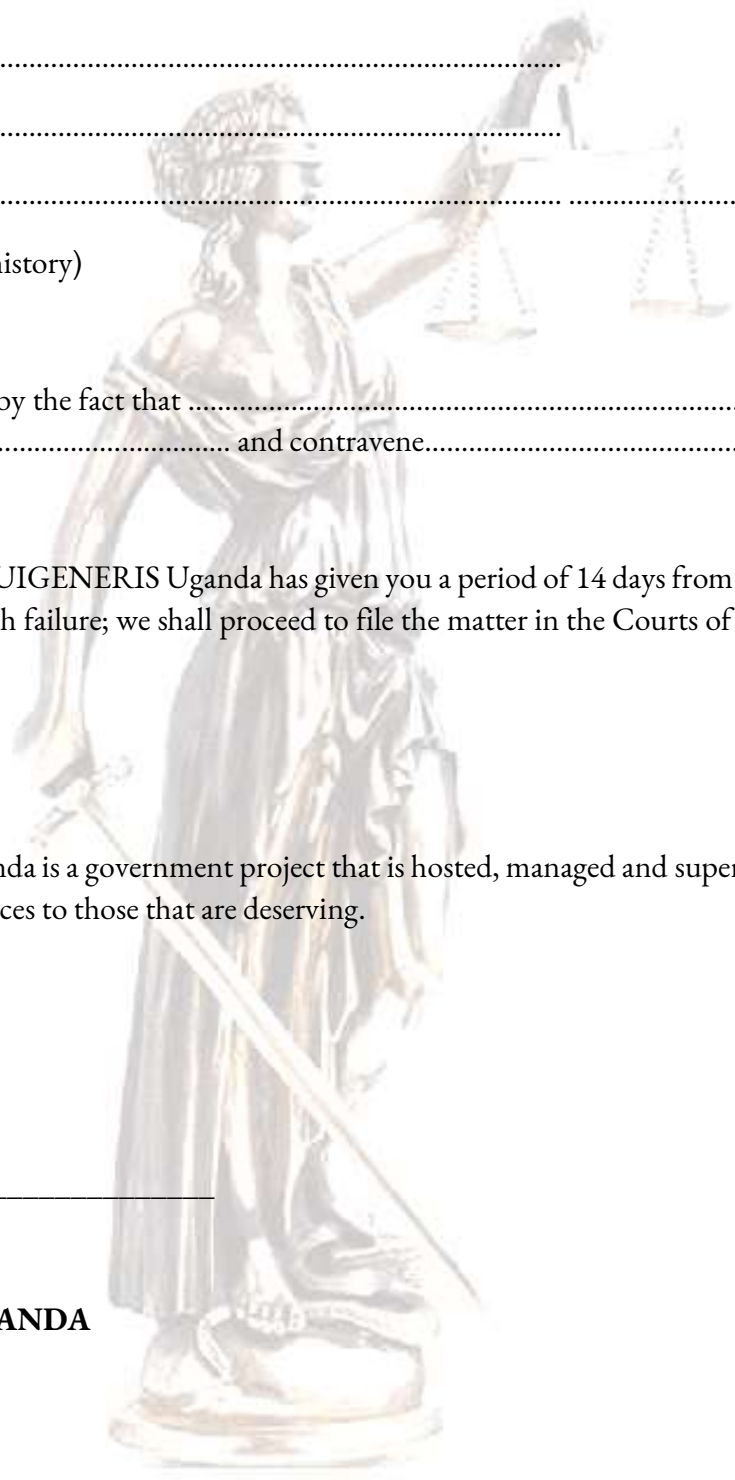 ..............................................................................
..............................................................................
.............................................................................. .......................
history)
by the fact that ...........................................................................
................................ and contravene...........................................
UIGENERIS Uganda has given you a period of 14 days from
h failure; we shall proceed to file the matter in the Courts of
nda is a government project that is hosted, managed and super
ces to those that are deserving.
______________
ANDA